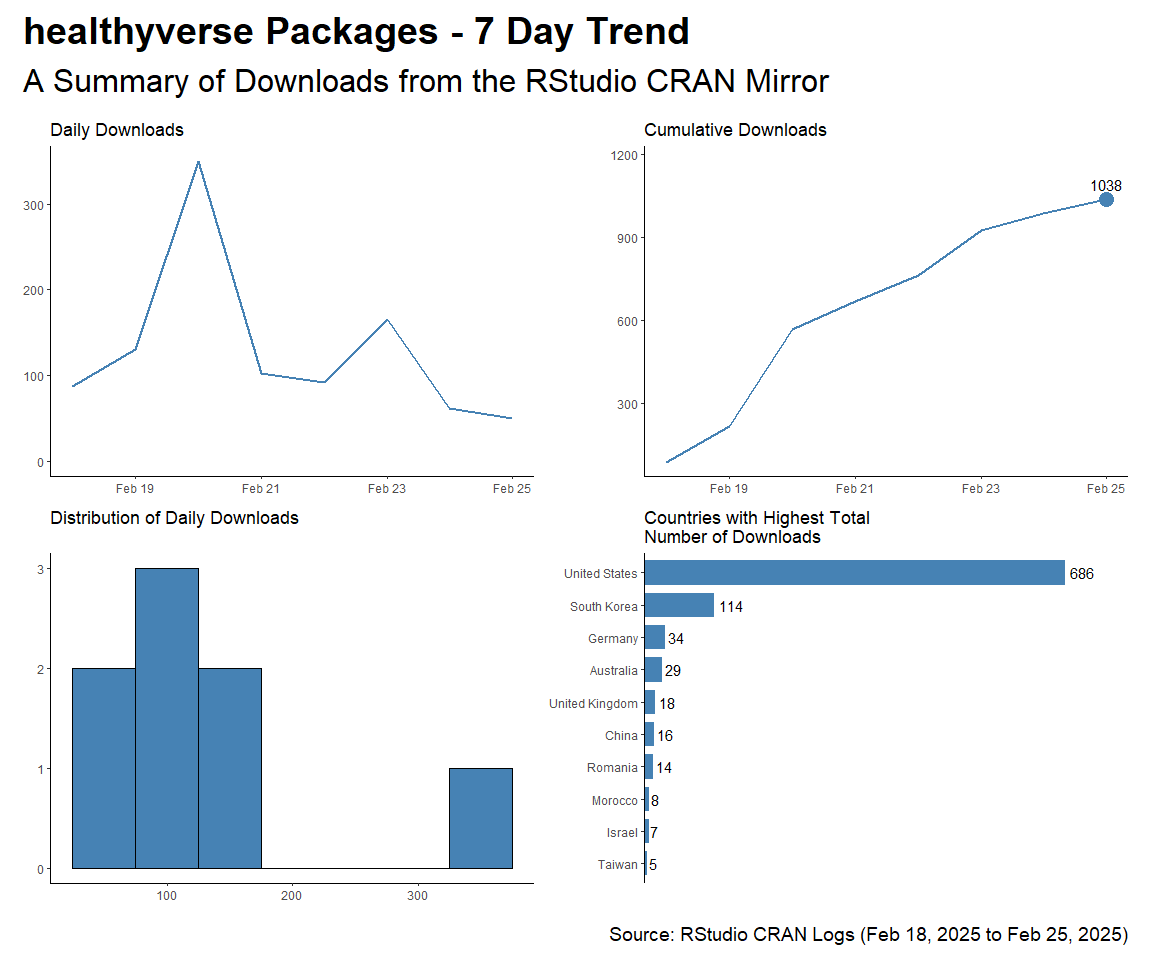 healthyverse Packages - 7 Day Trend
A Summary of Downloads from the RStudio CRAN Mirror
Daily Downloads
300
200
100
0
Feb 19
Feb 21
Feb 23
Feb 25
Cumulative Downloads
1200
900
600
300
1038
Feb 19
Feb 21
Feb 23
Feb 25
Distribution of Daily Downloads
3
2
1
0
100
200
300
Countries with Highest Total
Number of Downloads
United States 686
South Korea 114
Germany 34
Australia 29
United Kingdom 18
China 16
Romania 14
Morocco 8
Israel 7
Taiwan 5
Source: RStudio CRAN Logs (Feb 18, 2025 to Feb 25, 2025)